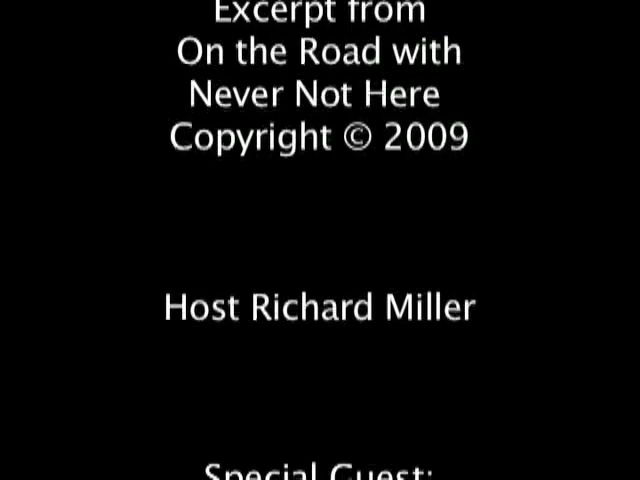 Excerpt from
On the Road with
Never Not Here
Copyright © 2009
Host Richard Miller
Special Guest: